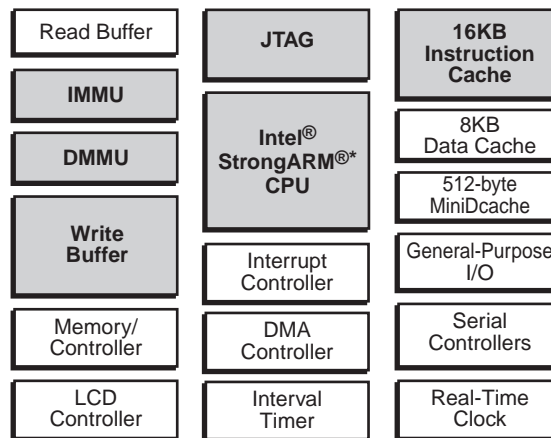 Read Buffer
IMMU
DMMU
Write
Buffer
Memory/
Controller
LCD
Controller
JTAG
Intel®
StrongARM®*
CPU
Interrupt
Controller
DMA
Controller
Interval
Timer
16KB
Instruction
Cache
8KB
Data Cache
512-byte
MiniDcache
General-Purpose
I/O
Serial
Controllers
Real-Time
Clock